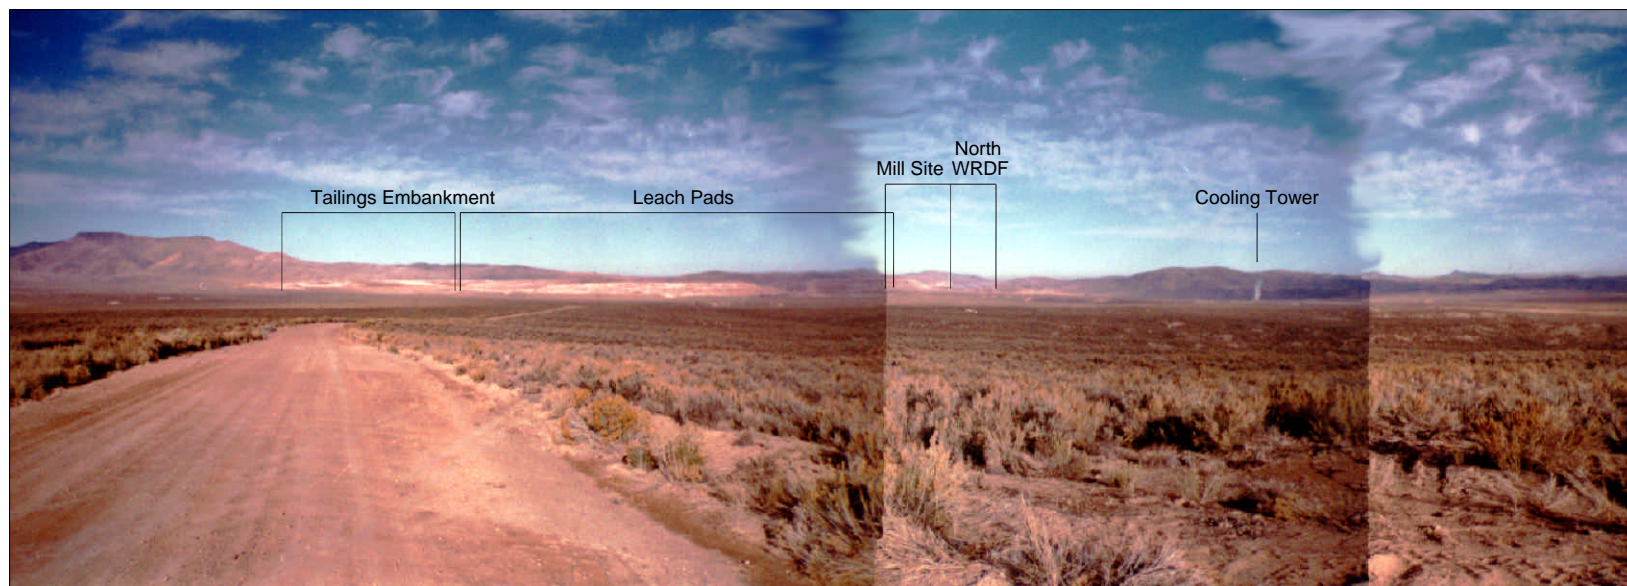 North
Mill Site WRDF
Tailings Embankment
Leach Pads
Cooling Tower